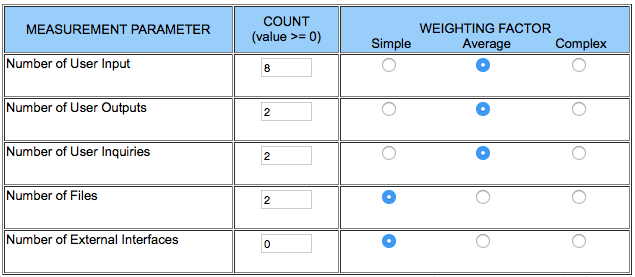 MEASUREMENT PARAMETER
COUNT
(value >= 0)
WEIGHTING FACTOR
Simple Average Complex
Number of User Input
8
Number of User Outputs
2
Number of User Inquiries
2
Number of Files
2
Number of External Interfaces
0